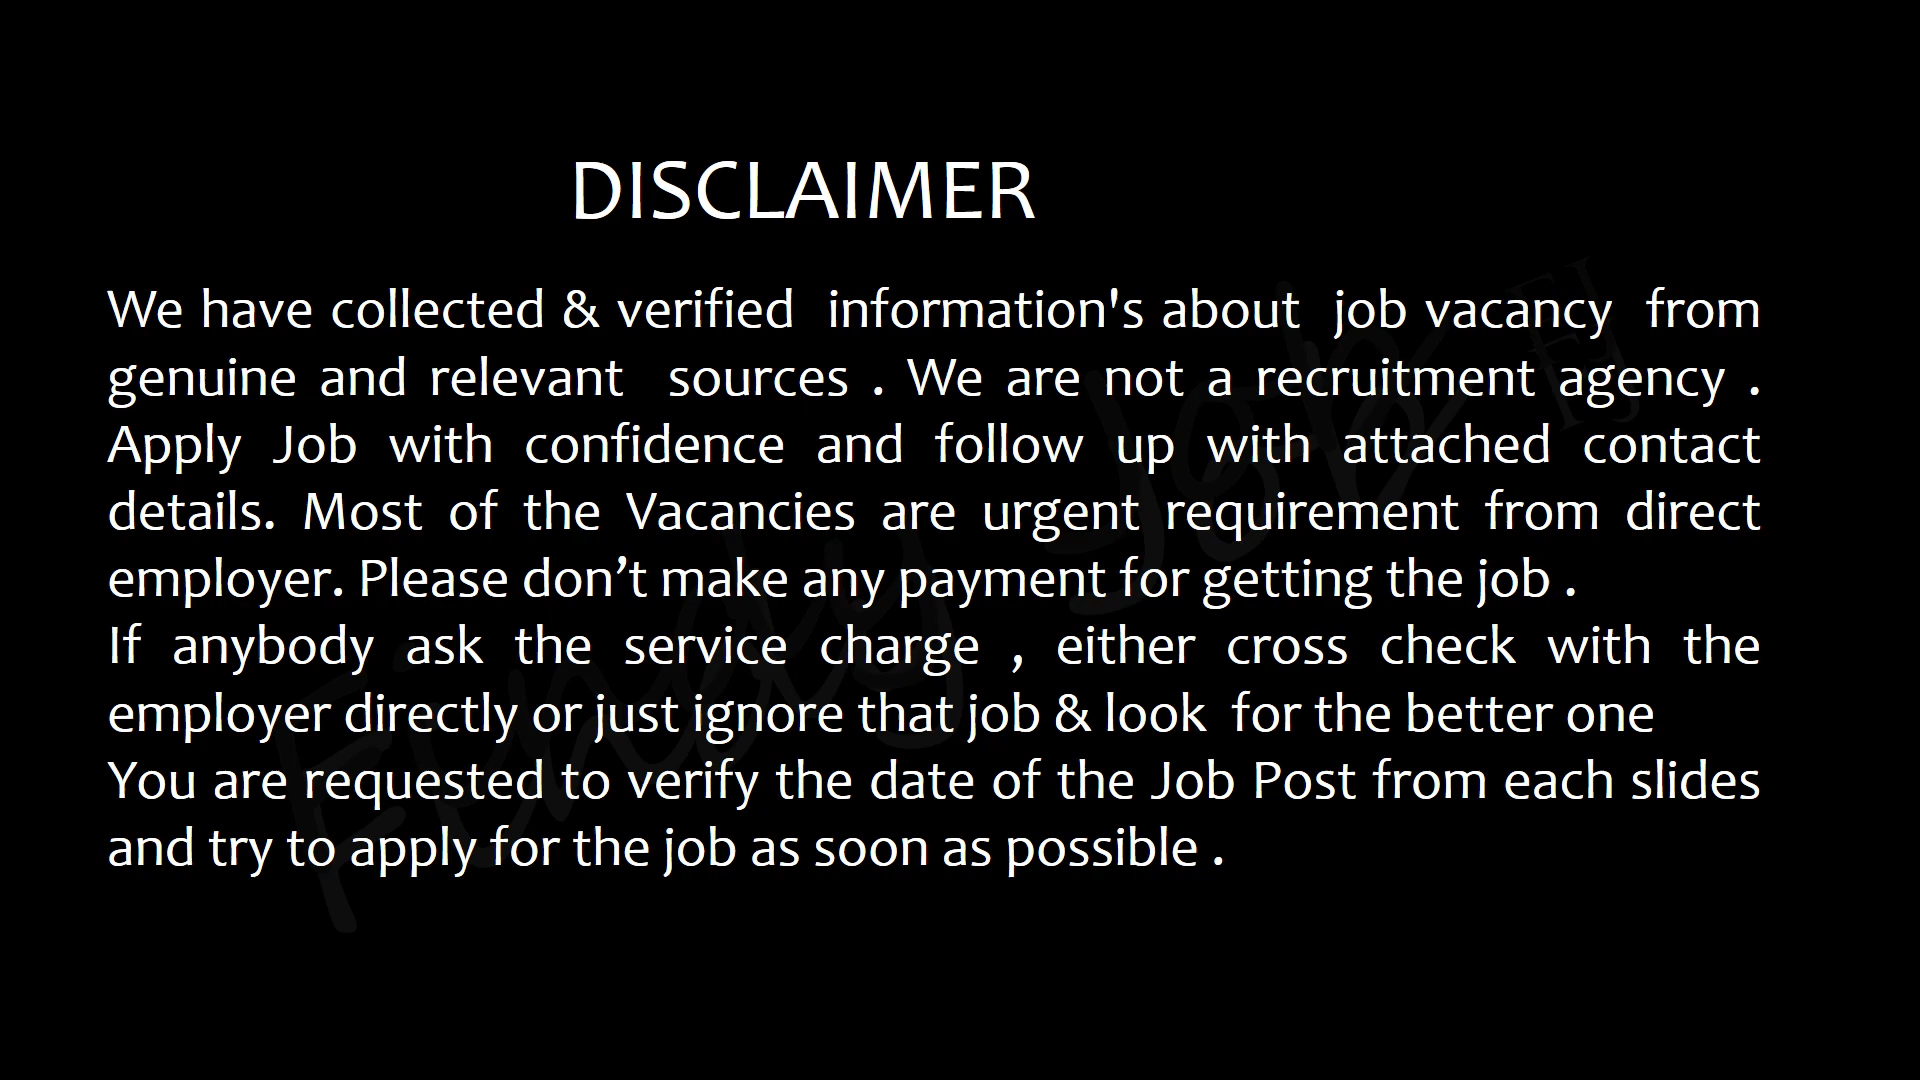 DISCLAIMER
We have collected & verified information's about job vacancy from
genuine and relevant sources . We are not a recruitment agency .
Apply Job with confidence and follow up with attached contact
details. Most of the Vacancies are urgent requirement from direct
employer. Please don’t make any payment for getting the job .
If anybody ask the service charge , either cross check with the
employer directly or just ignore that job & look for the better one
You are requested to verify the date of the Job Post from each slides
and try to apply for the job as soon as possible .
Findy Job
FJ
FJ